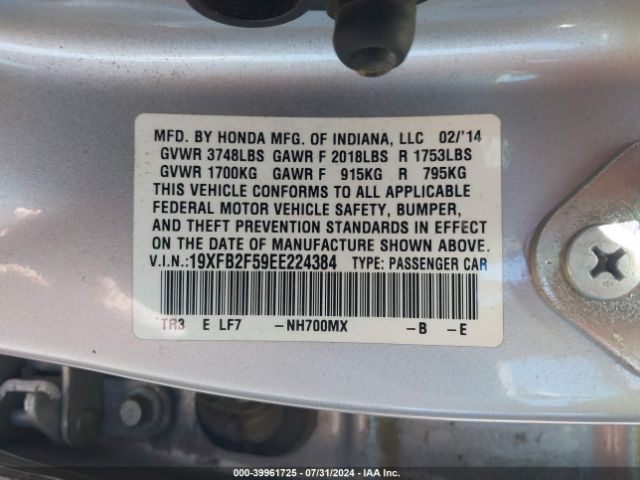 MFD. BY HONDA MFG. OF INDIANA, LLC 02/'14
GVWR 3748LBS GAWR F 2018LBS R 1753LBS
GVWR 1700KG GAWR F 915KG R 795KG
THIS VEHICLE CONFORMS TO ALL APPLICABLE
FEDERAL MOTOR VEHICLE SAFETY, BUMPER,
AND THEFT PREVENTION STANDARDS IN EFFECT
ON THE DATE OF MANUFACTURE SHOWN ABOVE.
V.I.N.: 19XFB2F59EE224384 TYPE: PASSENGER CAR
TR3 E LF7 -NH700MX -B -E
000-39961725 | 07/31/2024 | IAA Inc.